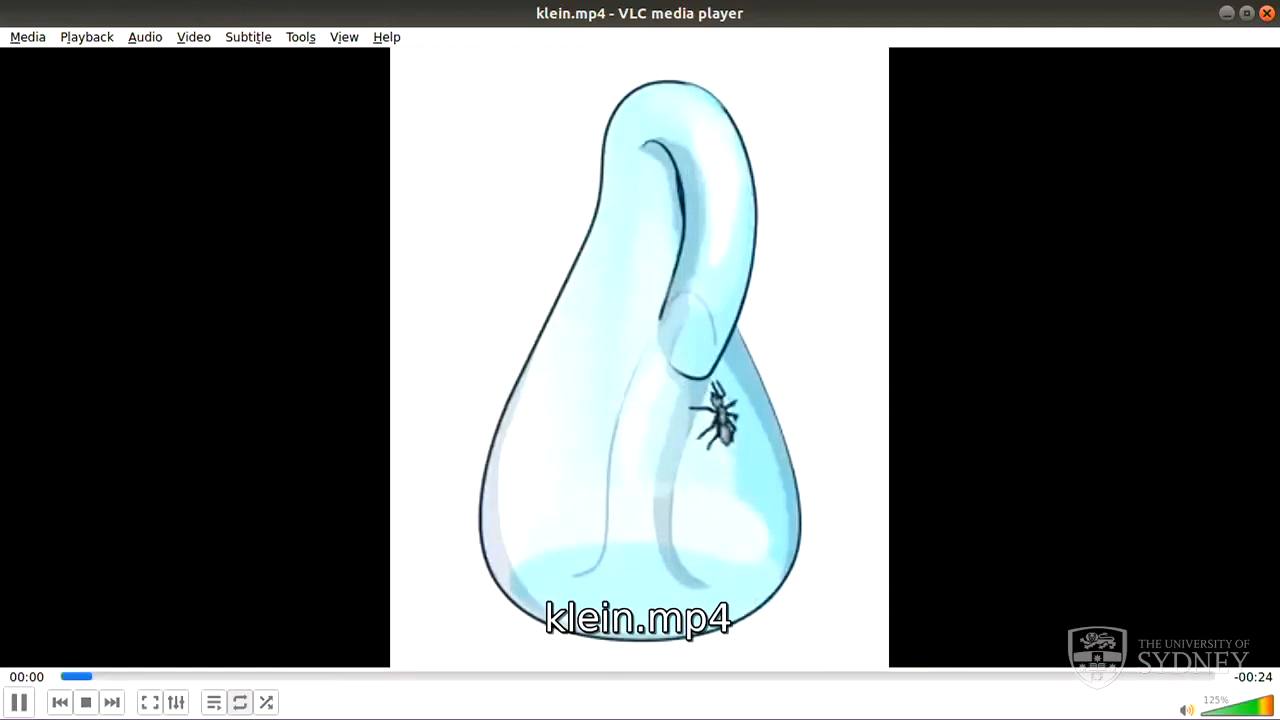 klein.mp4 - VLC media player
Media Playback Audio Video Subtitle Tools View Help
klein.mp4
THE UNIVERSITY OF
SYDNEY
00:00
-00:24
125%